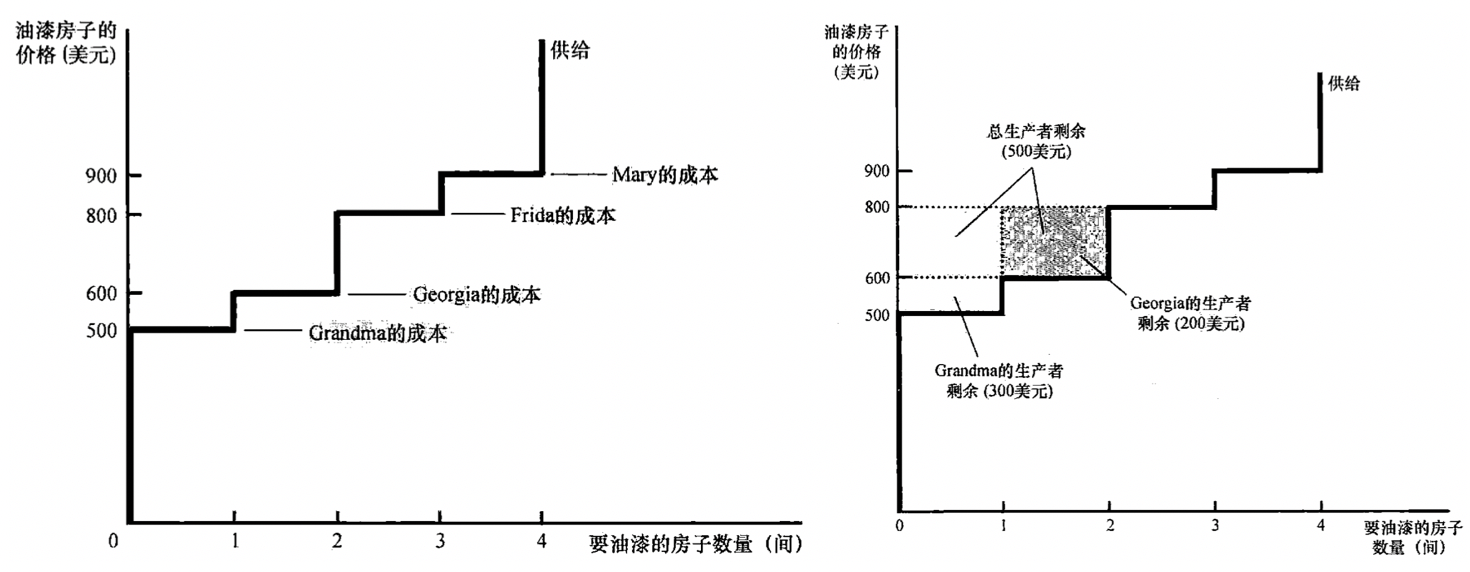 油漆房子的
价格 (美元)
供给
900
Mary的成本
800
Frida的成本
600
Georgia的成本
500
Grandma的成本
0
1
2
3
4
要油漆的房子数量（间）
油漆房子
的价格
(美元)
供给
总生产者剩余
(500美元)
900
800
600
Georgia的生产者
剩余 (200美元)
500
Grandma的生产者
剩余 (300美元)
0
1
2
3
4
要油漆的房子
数量（间）